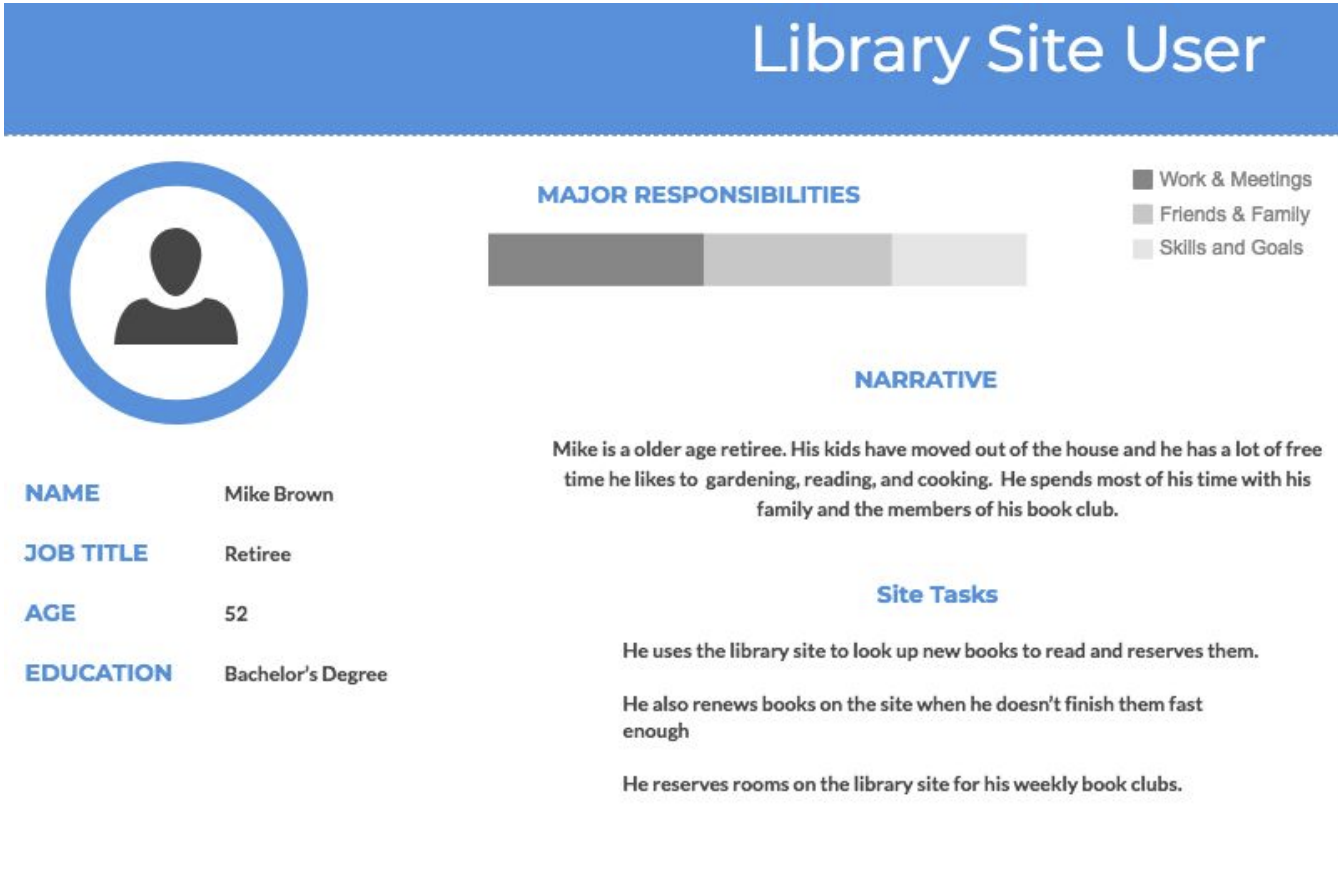 Library Site User
MAJOR RESPONSIBILITIES
Work & Meetings
Friends & Family
Skills and Goals
NARRATIVE
Mike is a older age retiree. His kids have moved out of the house and he has a lot of free
time he likes to gardening, reading, and cooking. He spends most of his time with his
family and the members of his book club.
NAME Mike Brown
JOB TITLE Retiree
AGE 52
EDUCATION Bachelor's Degree
Site Tasks
He uses the library site to look up new books to read and reserves them.
He also renews books on the site when he doesn't finish them fast
enough
He reserves rooms on the library site for his weekly book clubs.